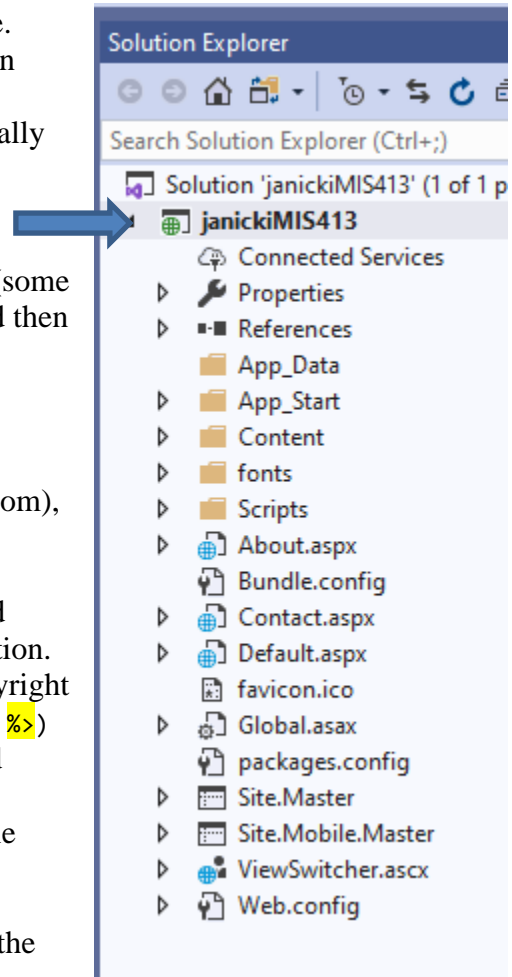 e.
n
ally
some
then
om),
tion.
yright
%>)
e
the
Solution Explorer
Search Solution Explorer (Ctrl+;)
Solution 'janickiMIS413' (1 of 1 p
janickiMIS413
Connected Services
Properties
References
App_Data
App_Start
Content
fonts
Scripts
About.aspx
Bundle.config
Contact.aspx
Default.aspx
favicon.ico
Global.asax
packages.config
Site.Master
Site.Mobile.Master
ViewSwitcher.ascx
Web.config